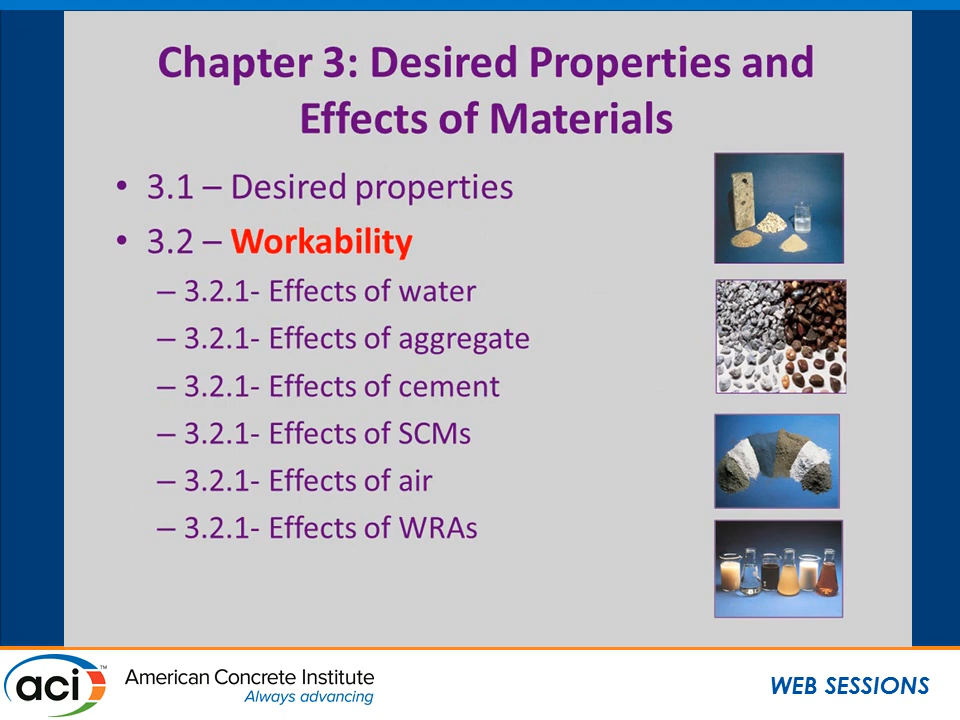 Chapter 3: Desired Properties and
Effects of Materials
• 3.1 – Desired properties
• 3.2 – Workability
– 3.2.1- Effects of water
– 3.2.1- Effects of aggregate
– 3.2.1- Effects of cement
– 3.2.1- Effects of SCMs
– 3.2.1- Effects of air
– 3.2.1- Effects of WRAs
aci™
American Concrete Institute
Always advancing
WEB SESSIONS